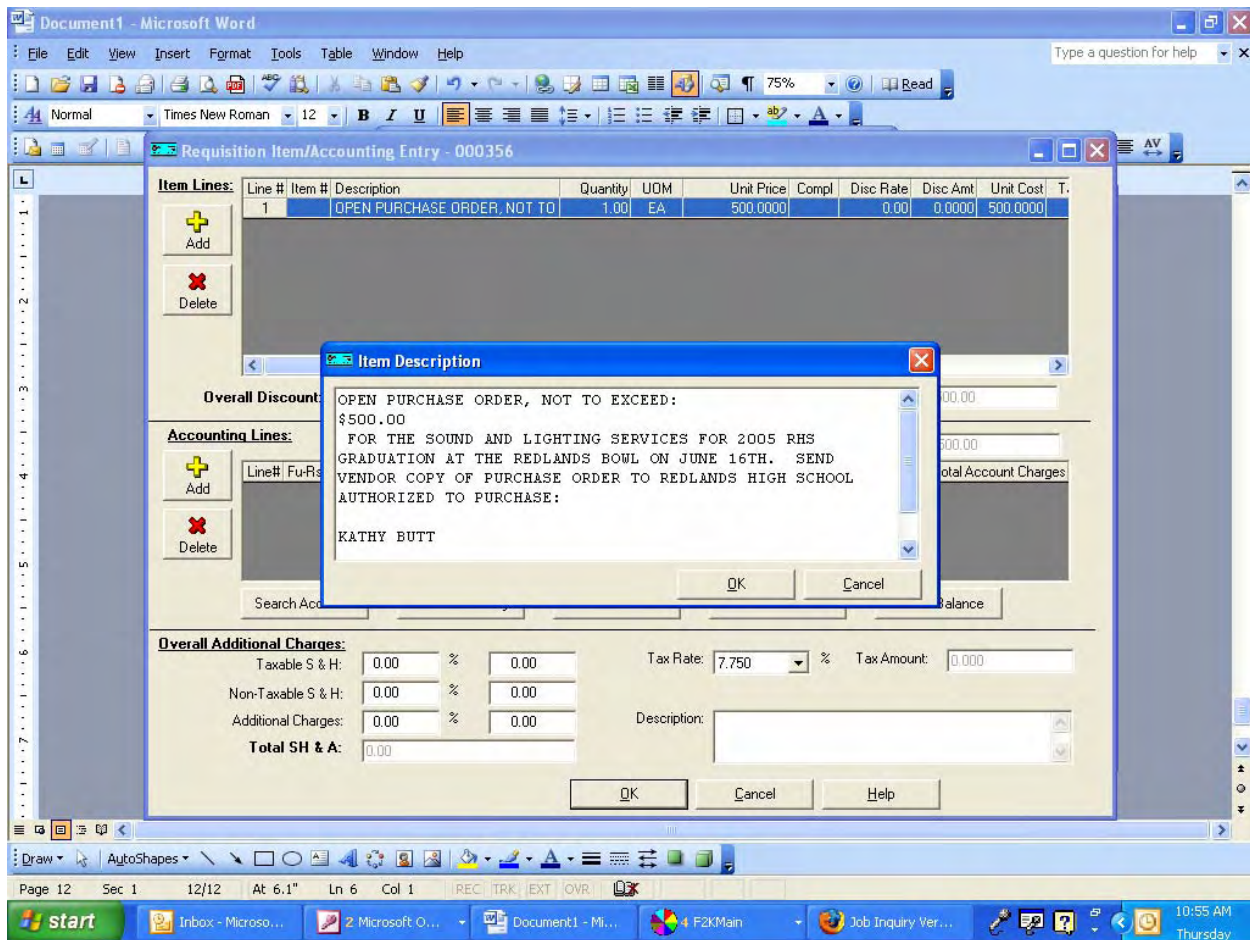 Document1 - Microsoft Word
File Edit View Insert Format Tools Table Window Help
Type a question for help
75% Read
Normal Times New Roman 12 B I U
Requisition Item/Accounting Entry - 000356
Item Lines:
Line # Item # Description Quantity UOM Unit Price Compl Disc Rate Disc Amt Unit Cost T.
1 OPEN PURCHASE ORDER, NOT TO 1.00 EA 500.0000 0.00 0.0000 500.0000
Add
Delete
Item Description
Overall Discount:
OPEN PURCHASE ORDER, NOT TO EXCEED:
$500.00
FOR THE SOUND AND LIGHTING SERVICES FOR 2005 RHS
GRADUATION AT THE REDLANDS BOWL ON JUNE 16TH. SEND
VENDOR COPY OF PURCHASE ORDER TO REDLANDS HIGH SCHOOL
AUTHORIZED TO PURCHASE:
KATHY BUTT
OK Cancel
Accounting Lines:
Line# Fu-Rs
otal Account Charges
Add
Delete
Search Acc
Balance
Overall Additional Charges:
Taxable S & H: 0.00 % 0.00
Tax Rate: 7.750 % Tax Amount: 0.000
Non-Taxable S & H: 0.00 % 0.00
Additional Charges: 0.00 % 0.00
Description:
Total SH & A: 0.00
OK Cancel Help
Draw AutoShapes
Page 12 Sec 1 12/12 At 6.1" Ln 6 Col 1 REC TRK EXT OVR
start Inbox - Microso... 2 Microsoft O... Document1 - Mi... 4 F2KMain Job Inquiry Ver... 10:55 AM
Thursday